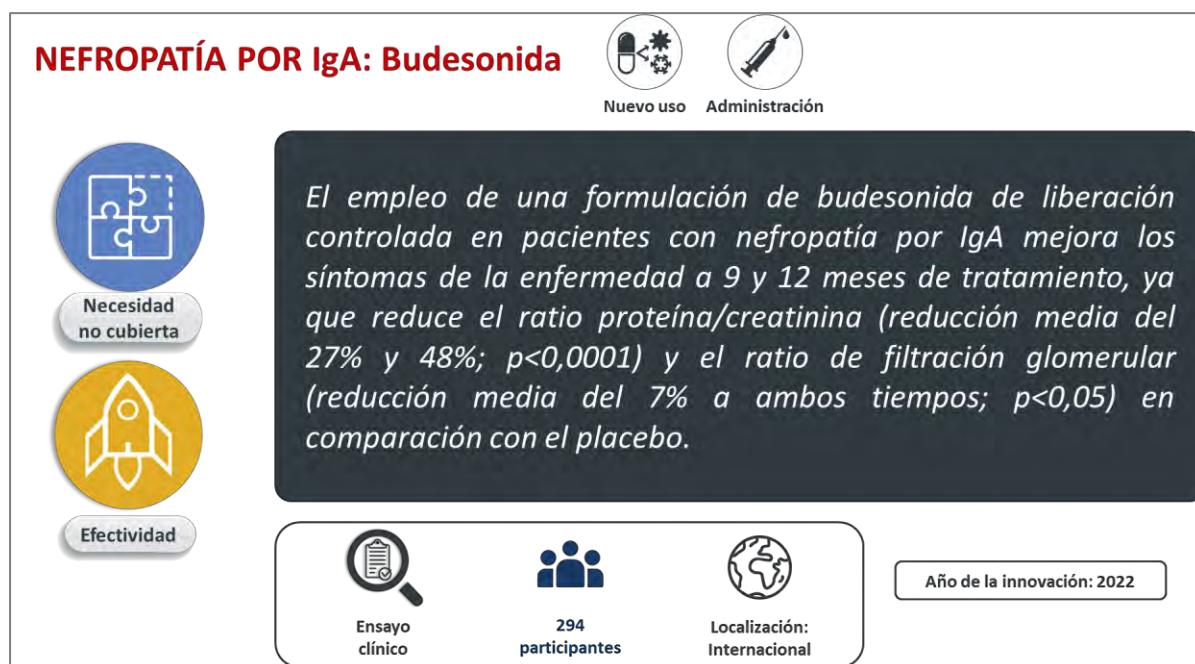 NEFROPATÍA POR IgA: Budesonida
Nuevo uso
Administración
Necesidad
no cubierta
Efectividad
El empleo de una formulación de budesonida de liberación
controlada en pacientes con nefropatía por IgA mejora los
síntomas de la enfermedad a 9 y 12 meses de tratamiento, ya
que reduce el ratio proteína/creatinina (reducción media del
27% y 48%; p<0,0001) y el ratio de filtración glomerular
(reducción media del 7% a ambos tiempos; p<0,05) en
comparación con el placebo.
Ensayo
clínico
294
participantes
Localización:
Internacional
Año de la innovación: 2022